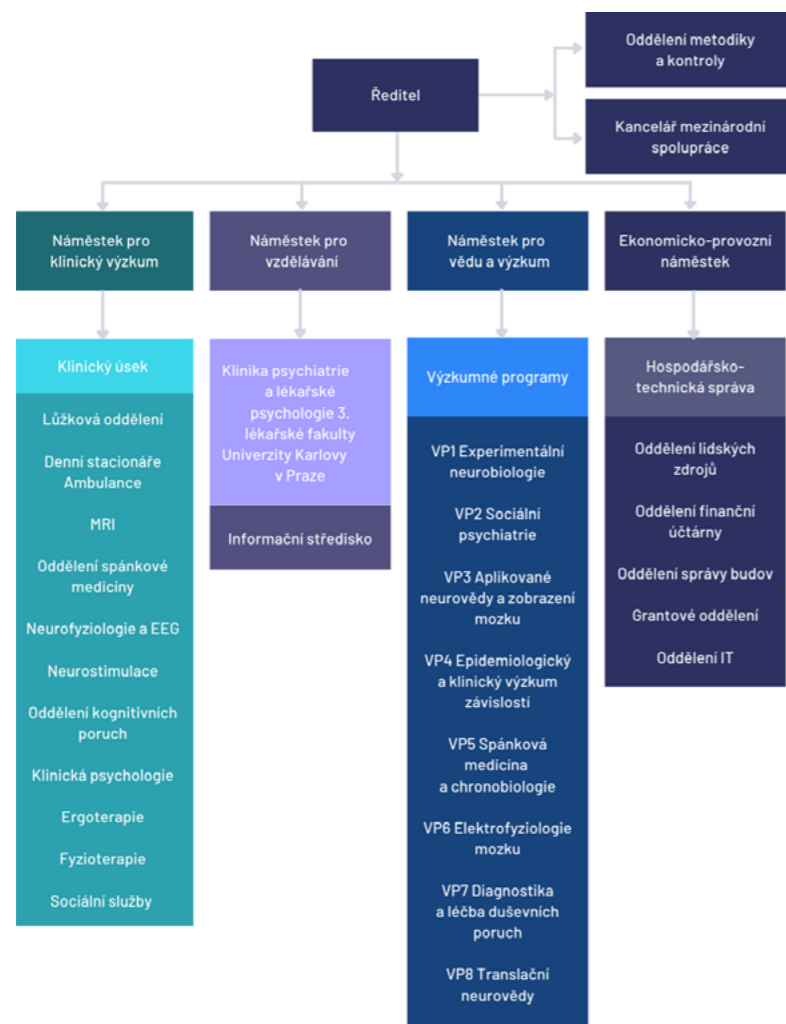 Oddělení metodiky
a kontroly
Ředitel
Kancelář mezinárodní
spolupráce
Náměstek pro
klinický výzkum
Náměstek pro
vzdělávání
Náměstek pro
vědu a výzkum
Ekonomicko-provozní
náměstek
Klinický úsek
Lůžková oddělení
Denní stacionáře
Ambulance
MRI
Oddělení spánkové
medicíny
Neurofyziologie a EEG
Neurostimulace
Oddělení kognitivních
poruch
Klinická psychologie
Ergoterapie
Fyzioterapie
Sociální služby
Klinika psychiatrie
a lékařské
psychologie 3.
lékařské fakulty
Univerzity Karlovy
v Praze
Informační středisko
Výzkumné programy
VP1 Experimentální
neurobiologie
VP2 Sociální
psychiatrie
VP3 Aplikované
neurovědy a zobrazení
mozku
VP4 Epidemiologický
a klinický výzkum
závislostí
VP5 Spánková
medicína
a chronobiologie
VP6 Elektrofyziologie
mozku
VP7 Diagnostika
a léčba duševních
poruch
VP8 Translační
neurovědy
Hospodářsko-
technická správa
Oddělení lidských
zdrojů
Oddělení finanční
účtárny
Oddělení správy budov
Grantové oddělení
Oddělení IT